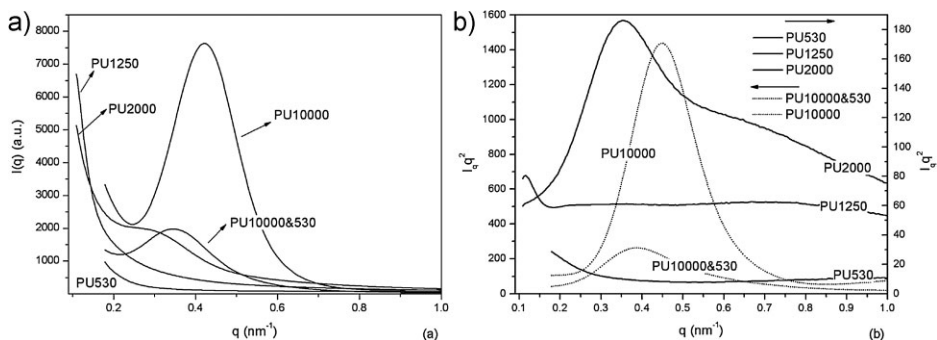 a)
8000
7000
6000
5000
4000
3000
2000
1000
I(q) (a.u.)
PU1250
PU2000
PU10000
PU10000&530
PU530
0.2
0.4
0.6
0.8
1.0
q (nm⁻¹)
(a)
b)
1600
1400
1200
1000
800
600
400
200
0
I_q q²
180
160
140
120
100
80
60
40
20
0
I_q q²
PU530
PU1250
PU2000
PU10000&530
PU10000
PU10000
PU2000
PU1250
PU10000&530
PU530
0.1
0.2
0.3
0.4
0.5
0.6
0.7
0.8
0.9
1.0
q (nm⁻¹)
(b)